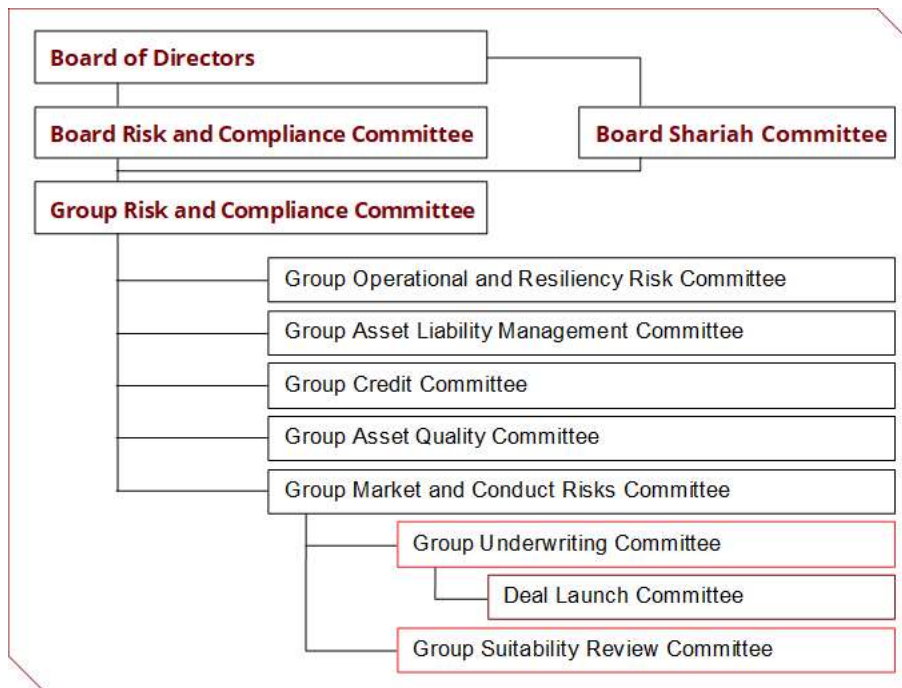 Board of Directors
Board Risk and Compliance Committee
Board Shariah Committee
Group Risk and Compliance Committee
Group Operational and Resiliency Risk Committee
Group Asset Liability Management Committee
Group Credit Committee
Group Asset Quality Committee
Group Market and Conduct Risks Committee
Group Underwriting Committee
Deal Launch Committee
Group Suitability Review Committee